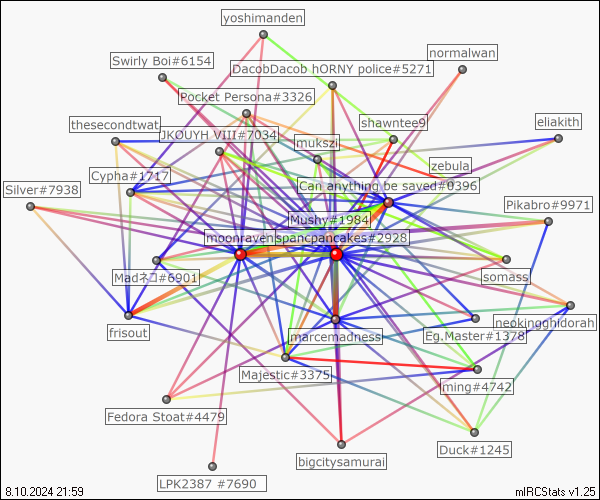 yoshimanden
normalwan
Swirly Boi#6154
DacobDacob hORNY police#5271
Pocket Persona#3326
thesecondtwat
shawntee9
eliakith
JKØUYH VIII#7034
mukszi
zebula
Cypha#1717
Can anything be saved#0396
Silver#7938
Pikabro#9971
Mushy#1984
moonraven
spancpancakes#2928
Madネコ#6901
somass
neokingghidorah
frisout
marcemadness
Eg.Master#1378
Majestic#3375
ming#4742
Fedora Stoat#4479
Duck#1245
bigcitysamurai
LPK2387 #7690
8.10.2024 21:59
mIRCStats v1.25